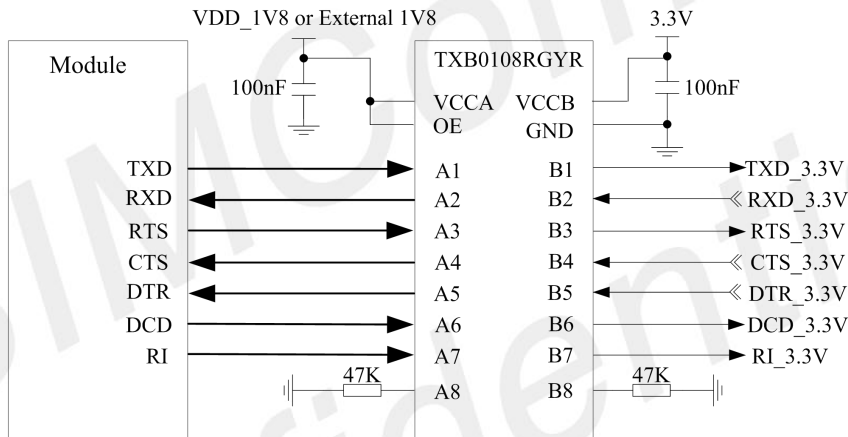 VDD_1V8 or External 1V8 3.3V
Module TXB0108RGYR
100nF 100nF
VCCA VCCB
OE GND
TXD A1 B1 TXD_3.3V
RXD A2 B2 RXD_3.3V
RTS A3 B3 RTS_3.3V
CTS A4 B4 CTS_3.3V
DTR A5 B5 DTR_3.3V
DCD A6 B6 DCD_3.3V
RI A7 B7 RI_3.3V
47K A8 B8 47K
SIMCom